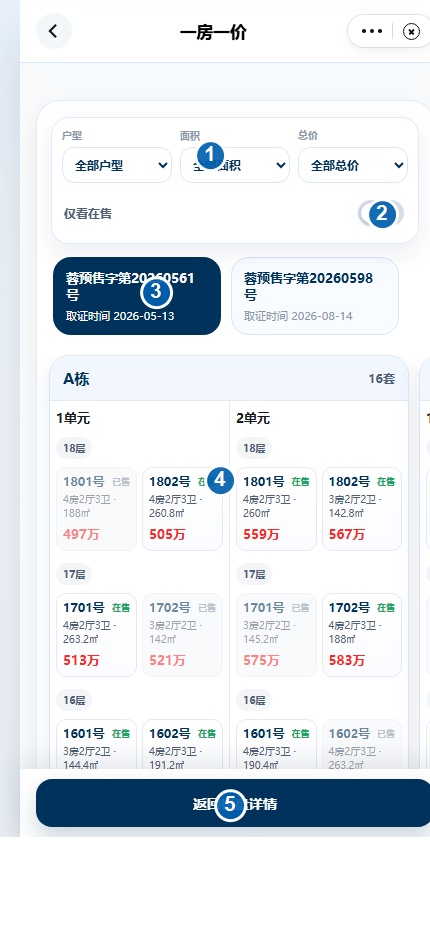 一房一价
户型 面积 总价
全部户型 全 面积 全部总价
1
仅看在售
2
蓉预售字第20260561号
取证时间 2026-05-13
3
蓉预售字第20260598号
取证时间 2026-08-14
A栋 16套
1单元
18层
1801号 已售
4房2厅3卫 ·
188㎡
497万
1802号
4
4房2厅3卫 ·
260.8㎡
505万
17层
1701号 在售
4房2厅3卫 ·
263.2㎡
513万
1702号 已售
3房2厅2卫 ·
142㎡
521万
16层
1601号 在售
3房2厅2卫 ·
144.4㎡
1602号 在售
4房2厅3卫 ·
191.2㎡
2单元
18层
1801号 在售
4房2厅3卫 ·
260㎡
559万
1802号 在售
3房2厅2卫 ·
142.8㎡
567万
17层
1701号 已售
3房2厅2卫 ·
145.2㎡
575万
1702号 在售
4房2厅3卫 ·
188㎡
583万
16层
1601号 在售
4房2厅3卫 ·
190.4㎡
1602号 已售
4房2厅3卫 ·
263.2㎡
返回 详情
5